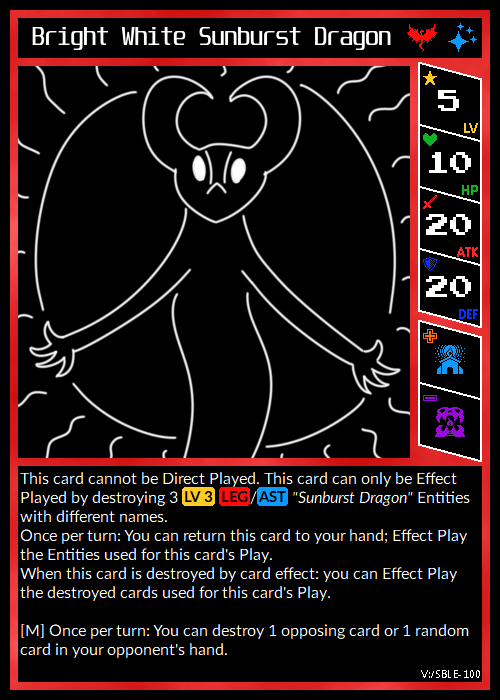 Bright White Sunburst Dragon
5
LV
10
HP
20
ATK
20
DEF
This card cannot be Direct Played. This card can only be Effect
Played by destroying 3 LV 3 LEG/AST "Sunburst Dragon" Entities
with different names.
Once per turn: You can return this card to your hand; Effect Play
the Entities used for this card's Play.
When this card is destroyed by card effect: you can Effect Play
the destroyed cards used for this card's Play.
[M] Once per turn: You can destroy 1 opposing card or 1 random
card in your opponent's hand.
V:/SBLE-100